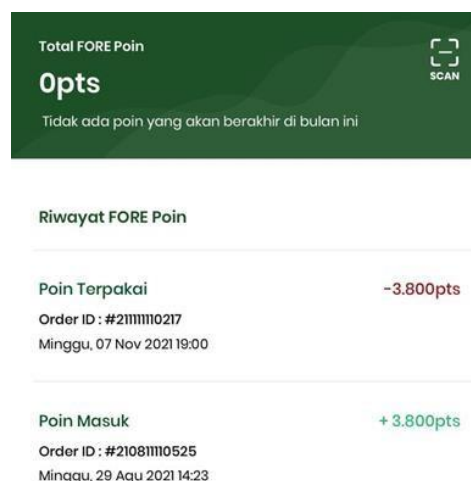 Total FORE Poin
0pts
SCAN
Tidak ada poin yang akan berakhir di bulan ini
Riwayat FORE Poin
Poin Terpakai -3.800pts
Order ID : #211111110217
Minggu, 07 Nov 2021 19:00
Poin Masuk + 3.800pts
Order ID : #210811110525
Minggu, 29 Agu 2021 14:23